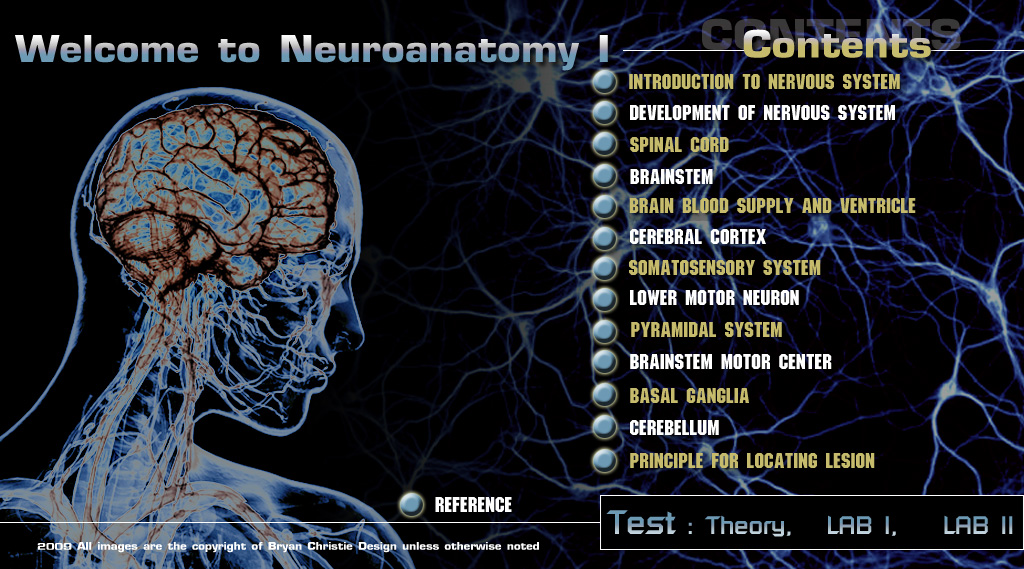 Welcome to Neuroanatomy I
CONTENTS
Contents
INTRODUCTION TO NERVOUS SYSTEM
DEVELOPMENT OF NERVOUS SYSTEM
SPINAL CORD
BRAINSTEM
BRAIN BLOOD SUPPLY AND VENTRICLE
CEREBRAL CORTEX
SOMATOSENSORY SYSTEM
LOWER MOTOR NEURON
PYRAMIDAL SYSTEM
BRAINSTEM MOTOR CENTER
BASAL GANGLIA
CEREBELLUM
PRINCIPLE FOR LOCATING LESION
REFERENCE
Test : Theory, LAB I, LAB II
2009 All images are the copyright of Bryan Christie Design unless otherwise noted